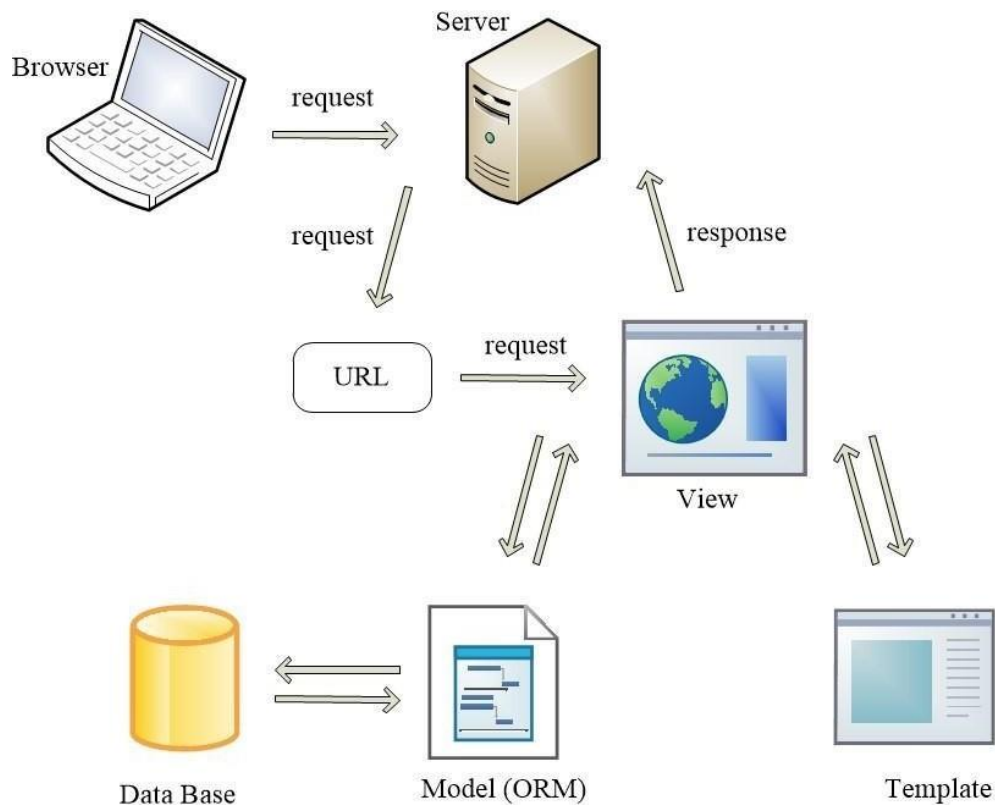 Server
Browser
request
request
response
URL
request
View
Data Base
Model (ORM)
Template